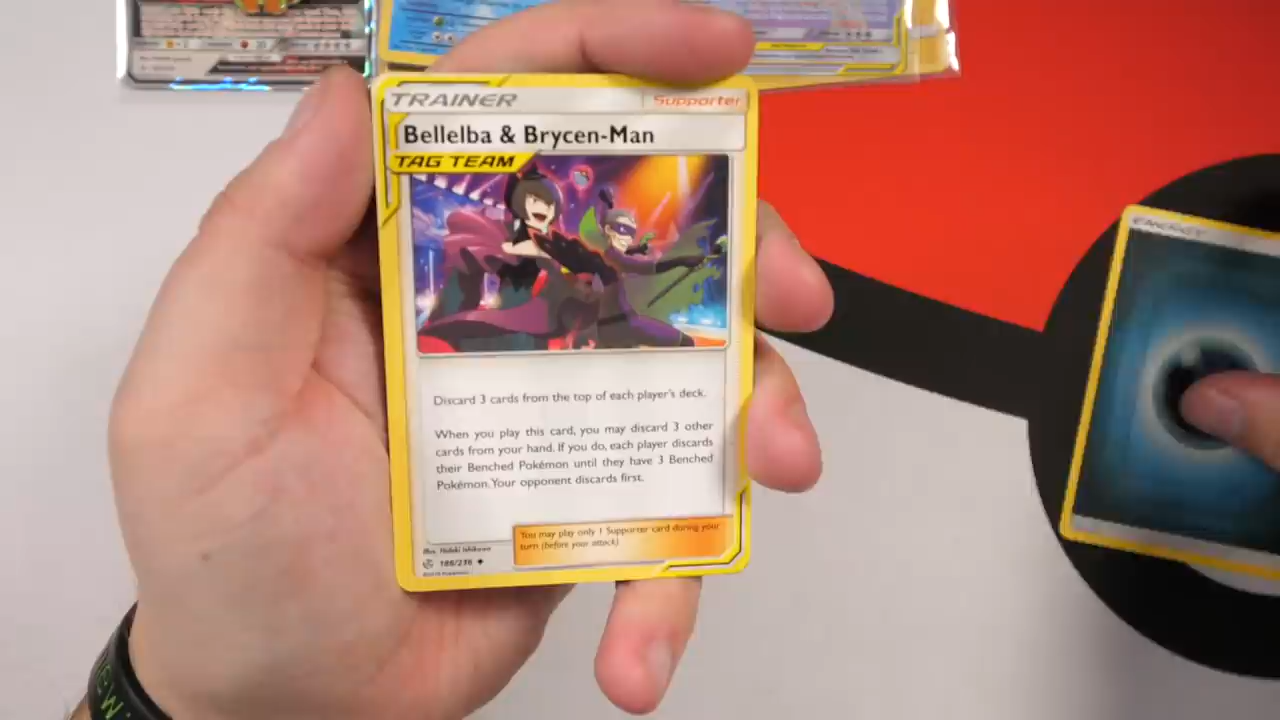 TRAINER
Supporter
Bellelba & Brycen-Man
TAG TEAM
Discard 3 cards from the top of each player's deck.
When you play this card, you may discard 3 other
cards from your hand. If you do, each player discards
their Benched Pokémon until they have 3 Benched
Pokémon. Your opponent discards first.
You may play only 1 Supporter card during your
turn (before your attack).
Illus. Hideki Ishikawa
186/236
ENERGY